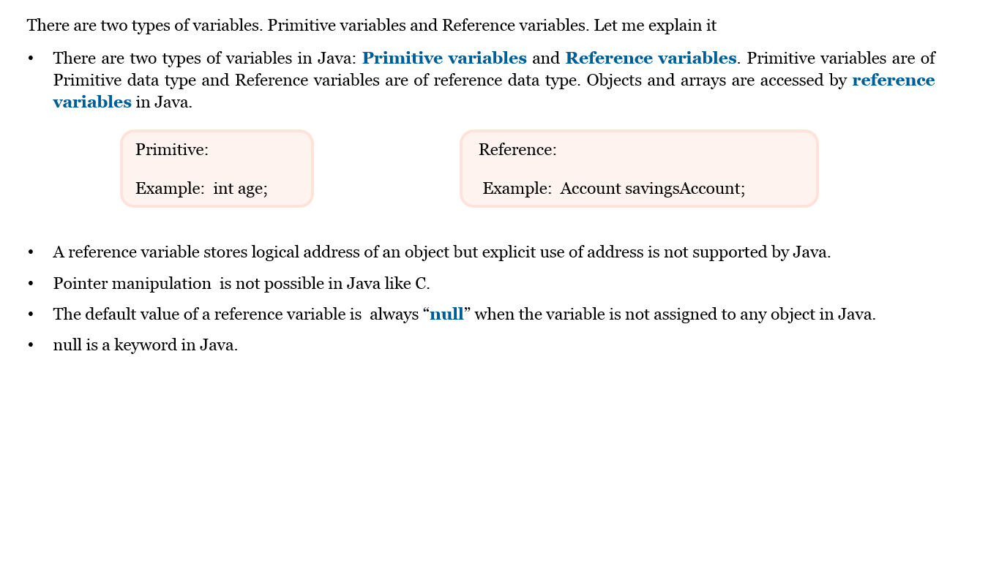 There are two types of variables. Primitive variables and Reference variables. Let me explain it
• There are two types of variables in Java: Primitive variables and Reference variables. Primitive variables are of
Primitive data type and Reference variables are of reference data type. Objects and arrays are accessed by reference
variables in Java.
Primitive:
Example: int age;
Reference:
Example: Account savingsAccount;
• A reference variable stores logical address of an object but explicit use of address is not supported by Java.
• Pointer manipulation is not possible in Java like C.
• The default value of a reference variable is always “null” when the variable is not assigned to any object in Java.
• null is a keyword in Java.